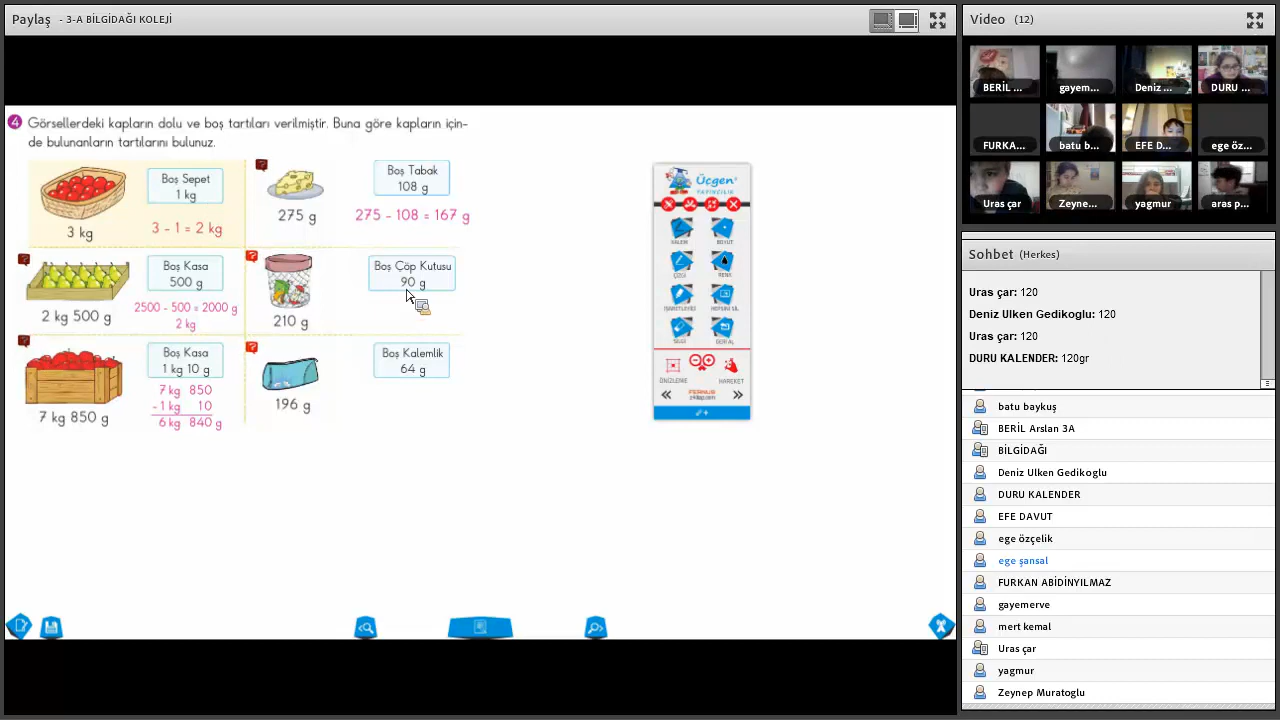 Paylaş - 3-A BİLGİDAĞI KOLEJİ
4 Görsellerdeki kapların dolu ve boş tartıları verilmiştir. Buna göre kapların için-
de bulunanların tartılarını bulunuz.
Boş Sepet
1 kg
3 kg
3 - 1 = 2 kg
Boş Tabak
108 g
275 g
275 - 108 = 167 g
Boş Kasa
500 g
2 kg 500 g
2500 - 500 = 2000 g
2 kg
Boş Çöp Kutusu
90 g
210 g
Boş Kasa
1 kg 10 g
7 kg 850 g
7 kg 850
- 1 kg 10
6 kg 840 g
Boş Kalemlik
64 g
196 g
Üçgen
YAYINCILIK
KALEM
BOYUT
ÇİZGİ
RENK
HEPSİNİ SİL
SİLGİ
GERİ AL
ÖNİZLEME
HAREKET
FERNUS
Video (12)
BERİL ...
gayem...
Deniz ...
DURU ...
FURKA...
batu b...
EFE D...
ege öz...
Uras çar
Zeyne...
yagmur
aras p...
Sohbet (Herkes)
Uras çar: 120
Deniz Ulken Gedikoglu: 120
Uras çar: 120
DURU KALENDER: 120gr
batu baykuş
BERİL Arslan 3A
BİLGİDAĞI
Deniz Ulken Gedikoglu
DURU KALENDER
EFE DAVUT
ege özçelik
ege şansal
FURKAN ABİDİNYILMAZ
gayemerve
mert kemal
Uras çar
yagmur
Zeynep Muratoglu